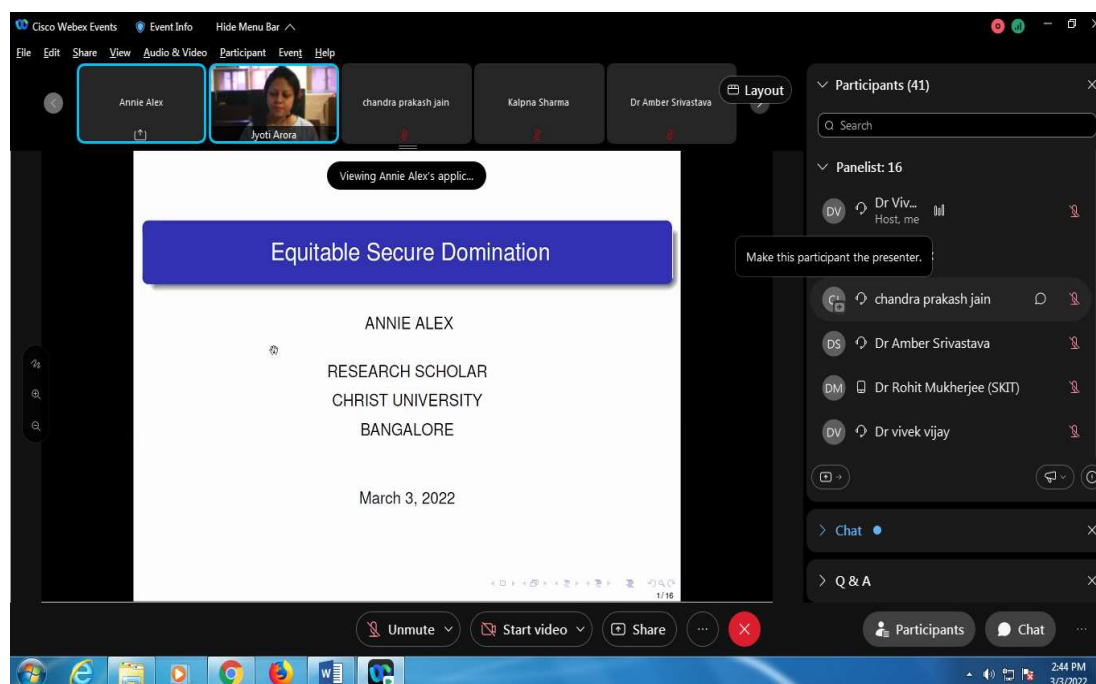 Cisco Webex Events Event Info Hide Menu Bar
File Edit Share View Audio & Video Participant Event Help
Annie Alex
Jyoti Arora
chandra prakash jain
Kalpna Sharma
Dr Amber Srivastava
Layout
Viewing Annie Alex's applic...
Equitable Secure Domination
ANNIE ALEX
RESEARCH SCHOLAR
CHRIST UNIVERSITY
BANGALORE
March 3, 2022
1/16
Participants (41)
Search
Panelist: 16
DV Dr Viv...
Host, me
Make this participant the presenter.
chandra prakash jain
DS Dr Amber Srivastava
DM Dr Rohit Mukherjee (SKIT)
DV Dr vivek vijay
Chat
Q & A
Unmute Start video Share Participants Chat
2:44 PM
3/3/2022